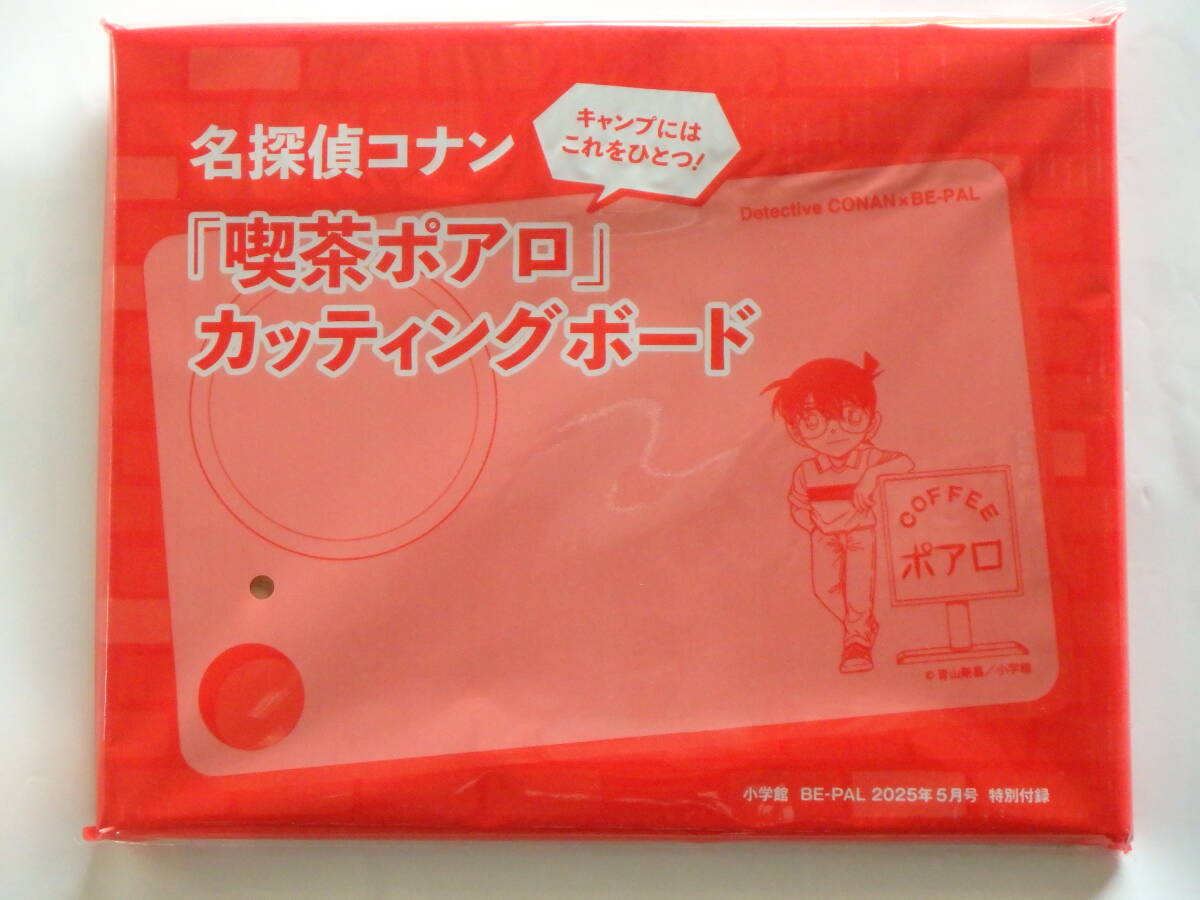 名探偵コナン
キャンプには
これをひとつ!
Detective CONAN×BE-PAL
「喫茶ポアロ」
カッティングボード
COFFEE
ポアロ
©青山剛昌/小学館
小学館 BE-PAL 2025年5月号 特別付録